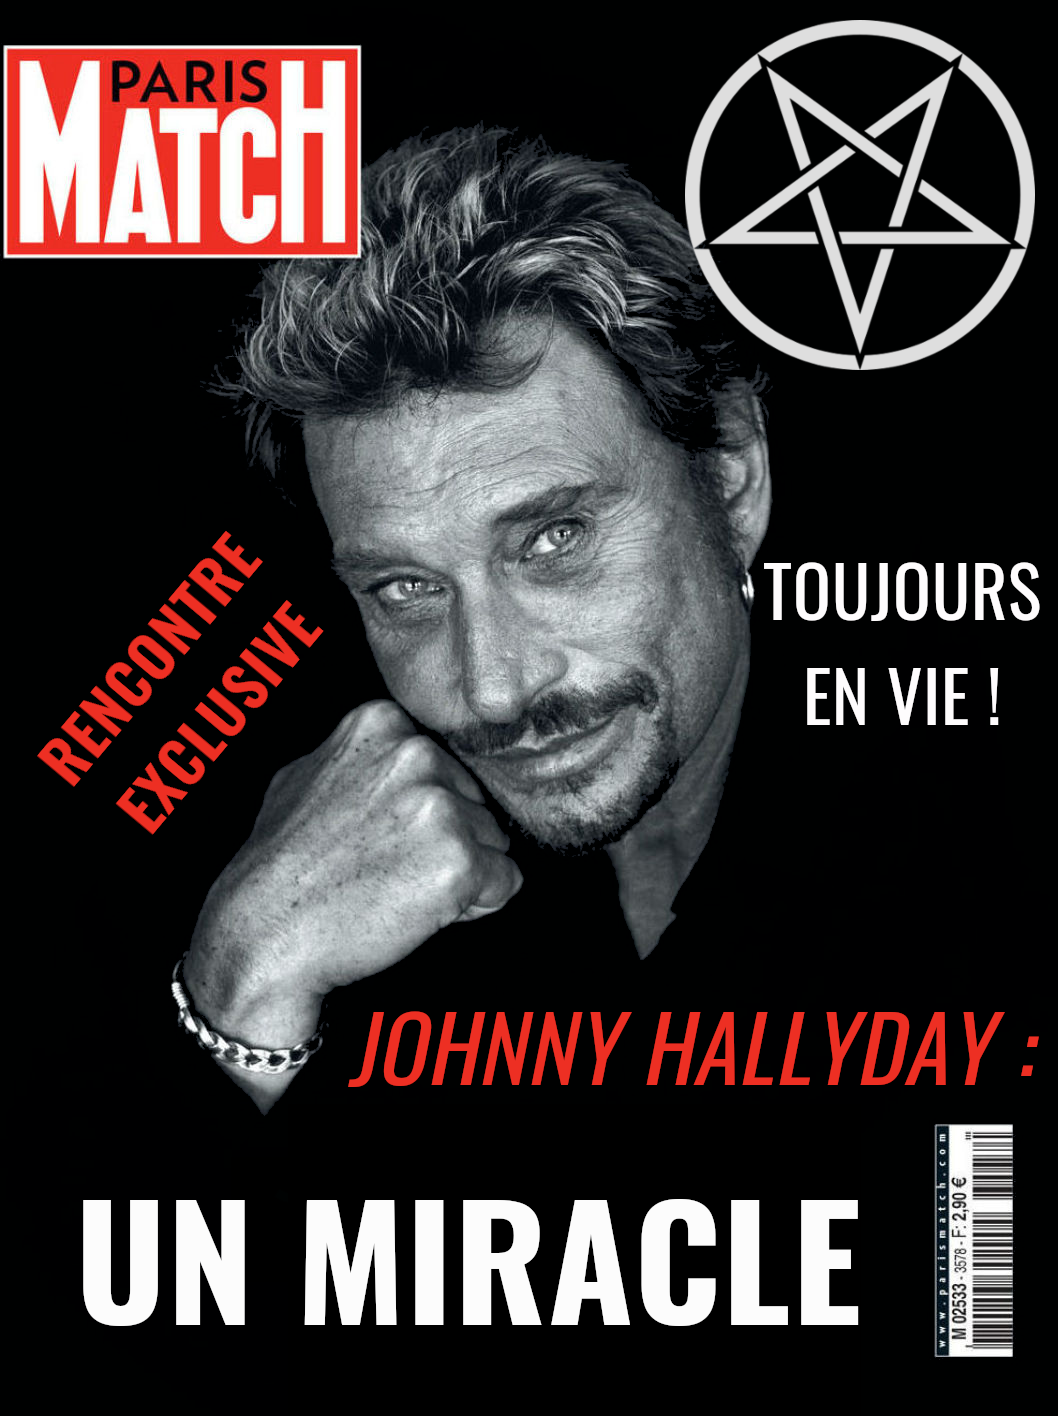 PARIS
MATCH
RENCONTRE
EXCLUSIVE
TOUJOURS
EN VIE !
JOHNNY HALLYDAY :
UN MIRACLE
www.parismatch.com
M 02533 - 3578 - F: 2,90 €